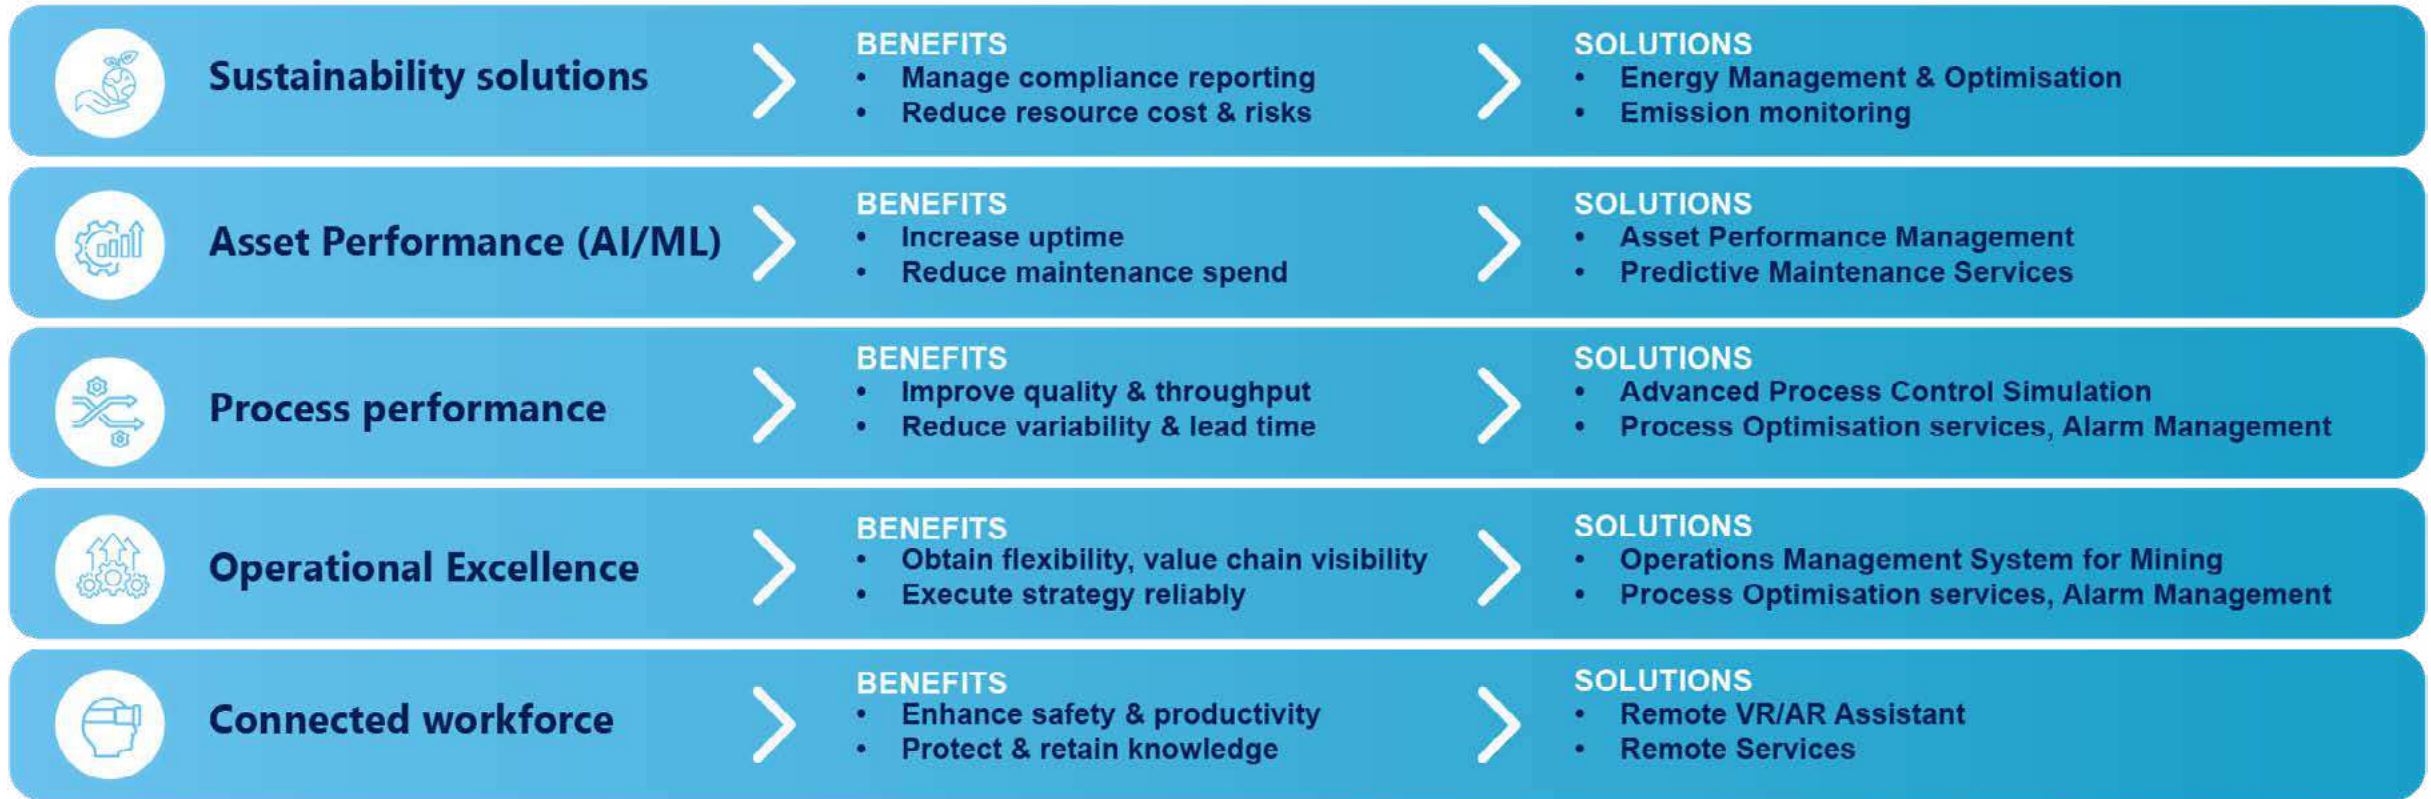 Sustainability solutions
BENEFITS
• Manage compliance reporting
• Reduce resource cost & risks
SOLUTIONS
• Energy Management & Optimisation
• Emission monitoring
Asset Performance (AI/ML)
BENEFITS
• Increase uptime
• Reduce maintenance spend
SOLUTIONS
• Asset Performance Management
• Predictive Maintenance Services
Process performance
BENEFITS
• Improve quality & throughput
• Reduce variability & lead time
SOLUTIONS
• Advanced Process Control Simulation
• Process Optimisation services, Alarm Management
Operational Excellence
BENEFITS
• Obtain flexibility, value chain visibility
• Execute strategy reliably
SOLUTIONS
• Operations Management System for Mining
• Process Optimisation services, Alarm Management
Connected workforce
BENEFITS
• Enhance safety & productivity
• Protect & retain knowledge
SOLUTIONS
• Remote VR/AR Assistant
• Remote Services